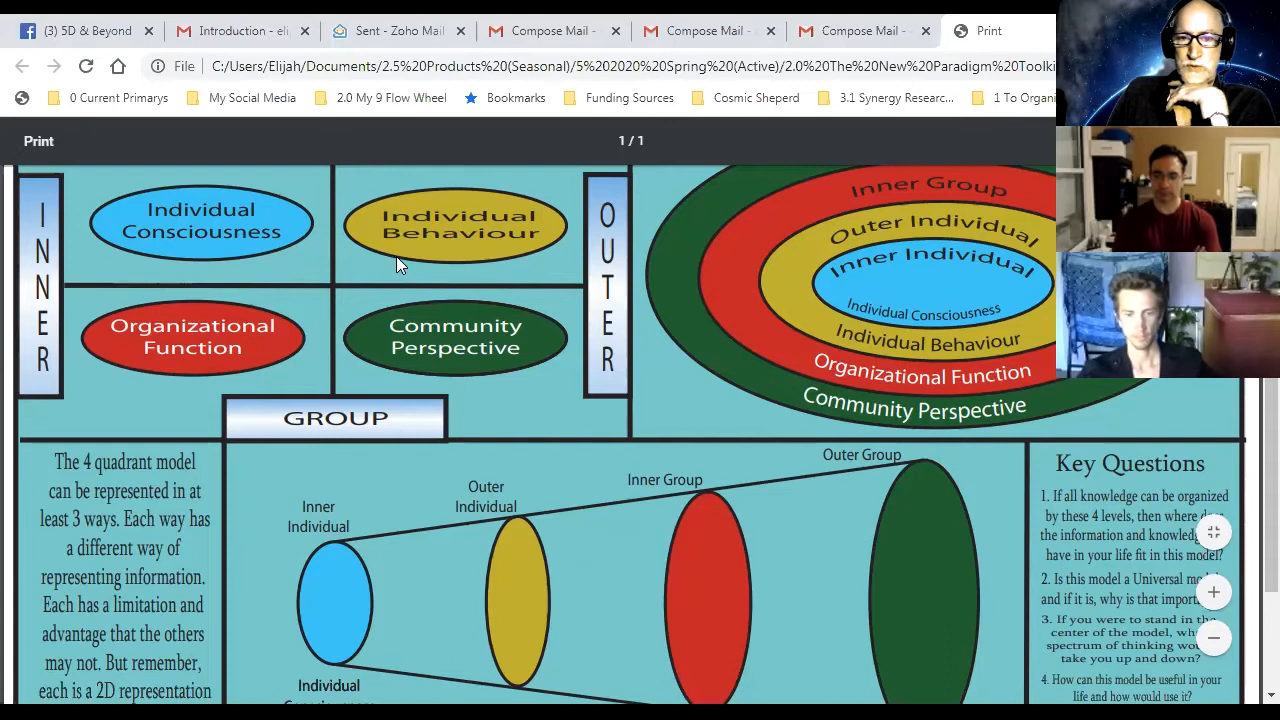 (3) 5D & Beyond
Introduction - eli
Sent - Zoho Mail
Compose Mail -
Compose Mail -
Compose Mail -
Print
File
C:/Users/Elijah/Documents/2.5%20Products%20(Seasonal)/5%202020%20Spring%20(Active)/2.0%20The%20New%20Paradigm%20Toolki
0 Current Primarys
My Social Media
2.0 My 9 Flow Wheel
Bookmarks
Funding Sources
Cosmic Sheperd
3.1 Synergy Researc...
1 To Organi
Print
1 / 1
INNER
Individual
Consciousness
Individual
Behaviour
Organizational
Function
Community
Perspective
OUTER
GROUP
Inner Group
Outer Individual
Inner Individual
Individual Consciousness
Individual Behaviour
Organizational Function
Community Perspective
The 4 quadrant model
can be represented in at
least 3 ways. Each way has
a different way of
representing information.
Each has a limitation and
advantage that the others
may not. But remember,
each is a 2D representation
Inner
Individual
Outer
Individual
Inner Group
Outer Group
Individual
Key Questions
1. If all knowledge can be organized
by these 4 levels, then where
the information and knowledge
have in your life fit in this model?
2. Is this model a Universal
and if it is, why is that
3. If you were to stand in the
center of the model,
spectrum of thinking
take you up and down?
4. How can this model be useful in your
life and how would use it?